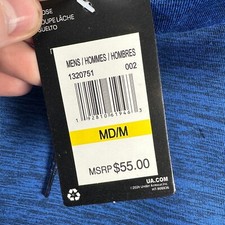 OSE
OUPE LÂCHE
SUELTO
MENS / HOMMES / HOMBRES
1320751 002
MD/M
MSRP $55.00
UA.COM